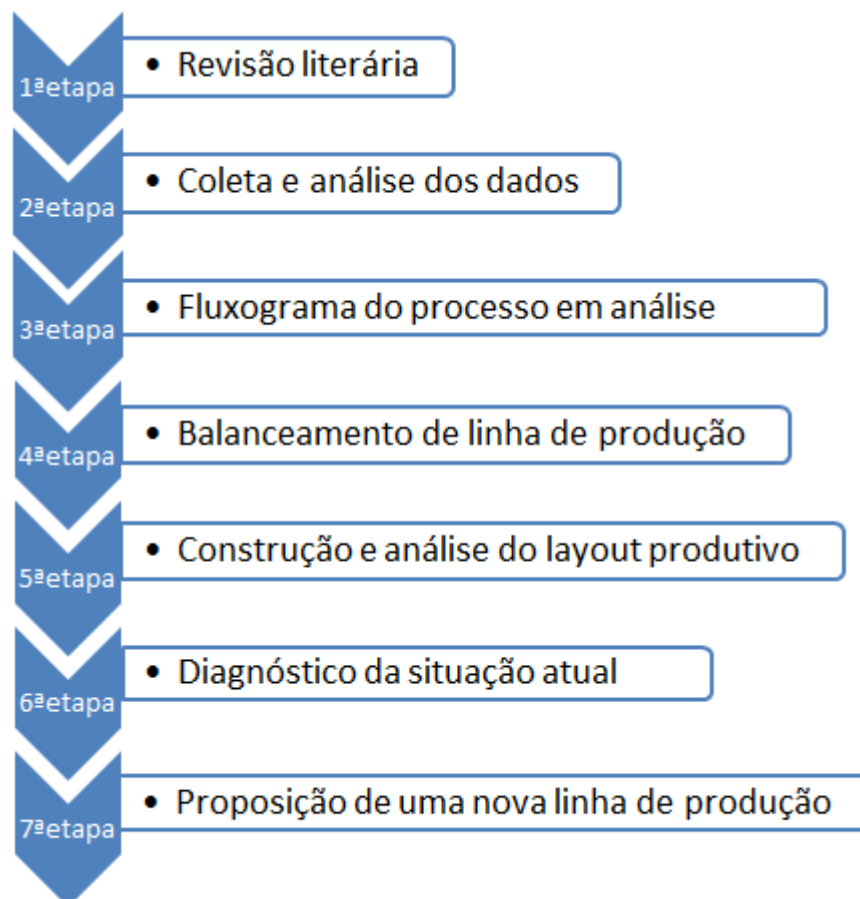 1ªetapa
• Revisão literária
2ªetapa
• Coleta e análise dos dados
3ªetapa
• Fluxograma do processo em análise
4ªetapa
• Balanceamento de linha de produção
5ªetapa
• Construção e análise do layout produtivo
6ªetapa
• Diagnóstico da situação atual
7ªetapa
• Proposição de uma nova linha de produção